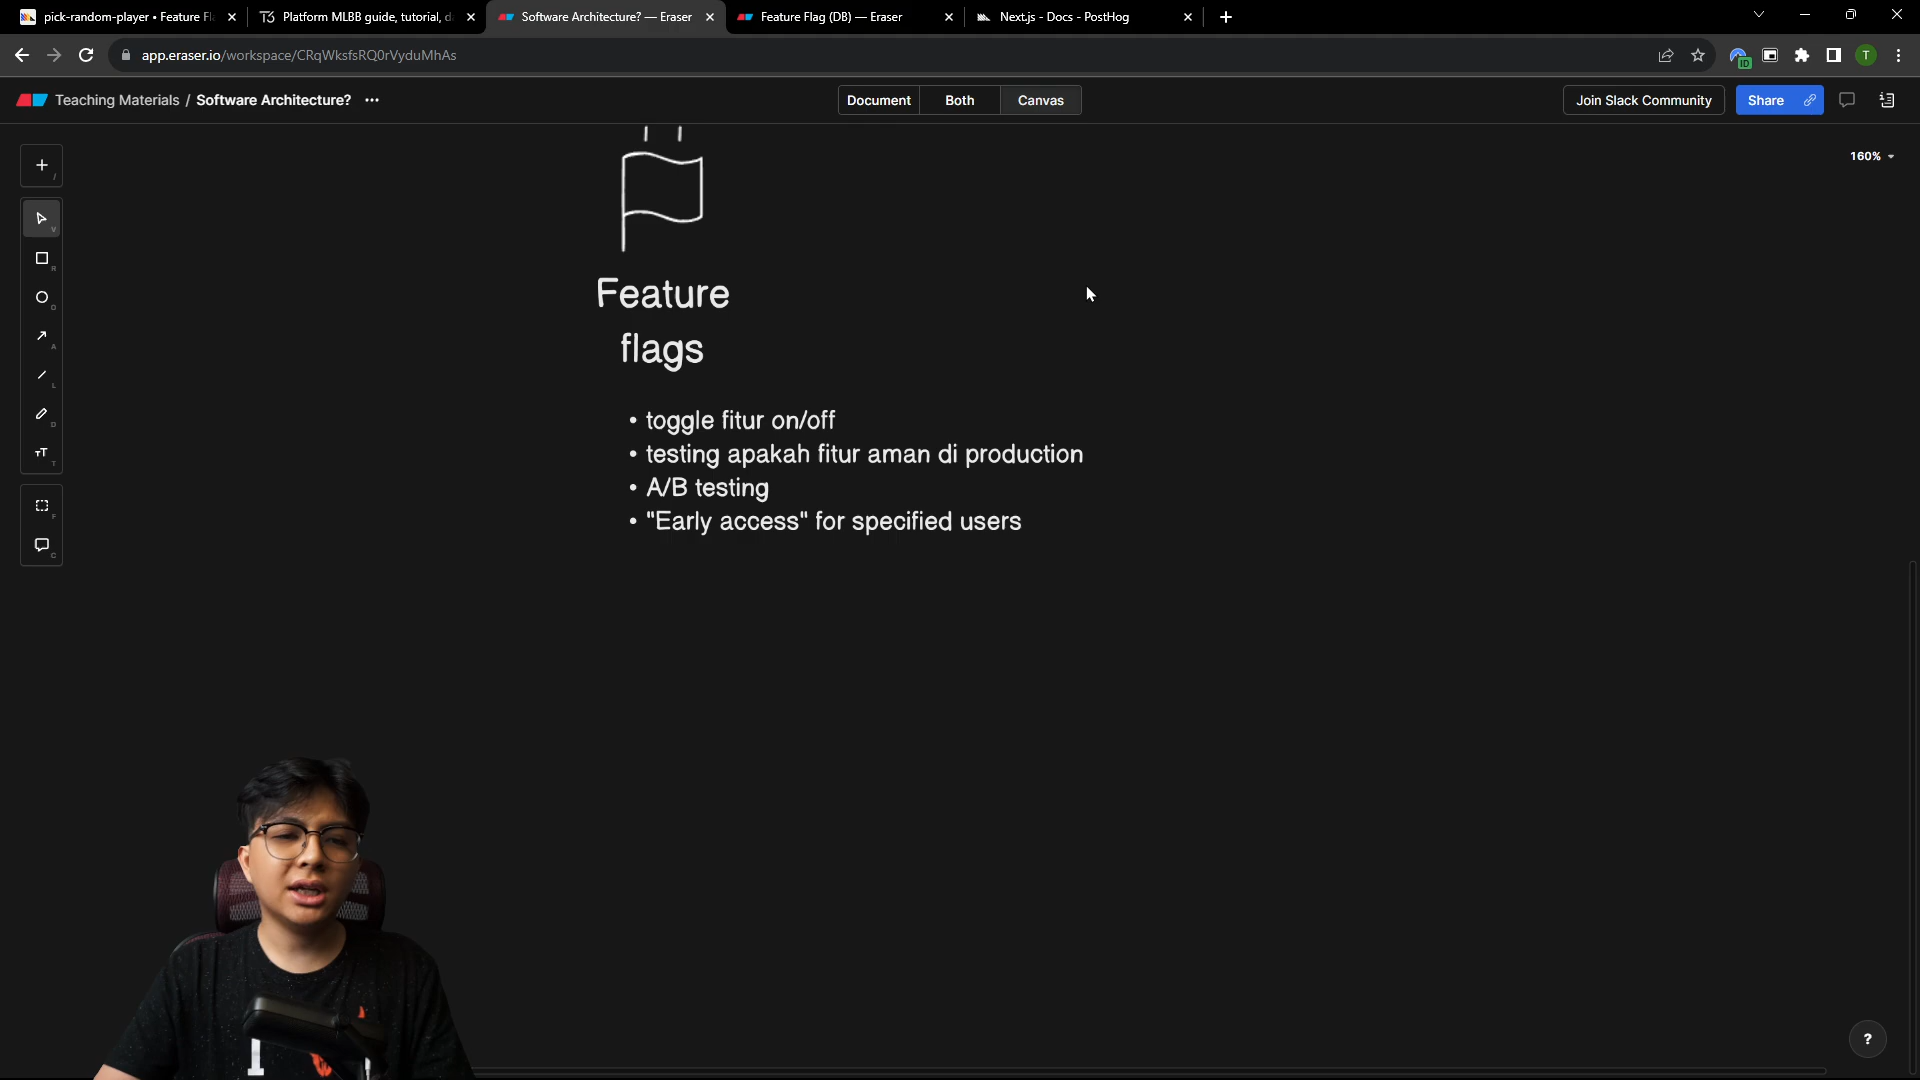 pick-random-player • Feature Fl
Platform MLBB guide, tutorial, d
Software Architecture? — Eraser
Feature Flag (DB) — Eraser
Next.js - Docs - PostHog
app.eraser.io/workspace/CRqWksfsRQ0rVyduMhAs
ID
T
Teaching Materials / Software Architecture?
Document
Both
Canvas
Join Slack Community
Share
160%
/
V
R
O
A
L
D
T
F
C
Feature
flags
• toggle fitur on/off
• testing apakah fitur aman di production
• A/B testing
• "Early access" for specified users
?